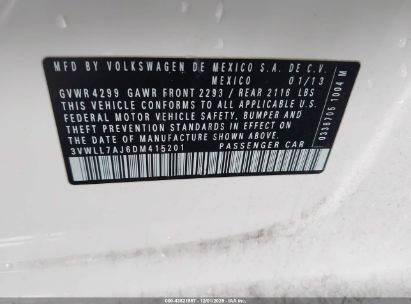 MFD BY VOLKSWAGEN DE MEXICO S.A. DE C.V.
MEXICO 01/13
GVWR 4299 GAWR FRONT 2293 / REAR 2116 LBS
THIS VEHICLE CONFORMS TO ALL APPLICABLE U.S.
FEDERAL MOTOR VEHICLE SAFETY, BUMPER, AND
THEFT PREVENTION STANDARDS IN EFFECT ON
THE DATE OF MANUFACTURE SHOWN ABOVE.
3VWLL7AJ6DM415201 PASSENGER CAR